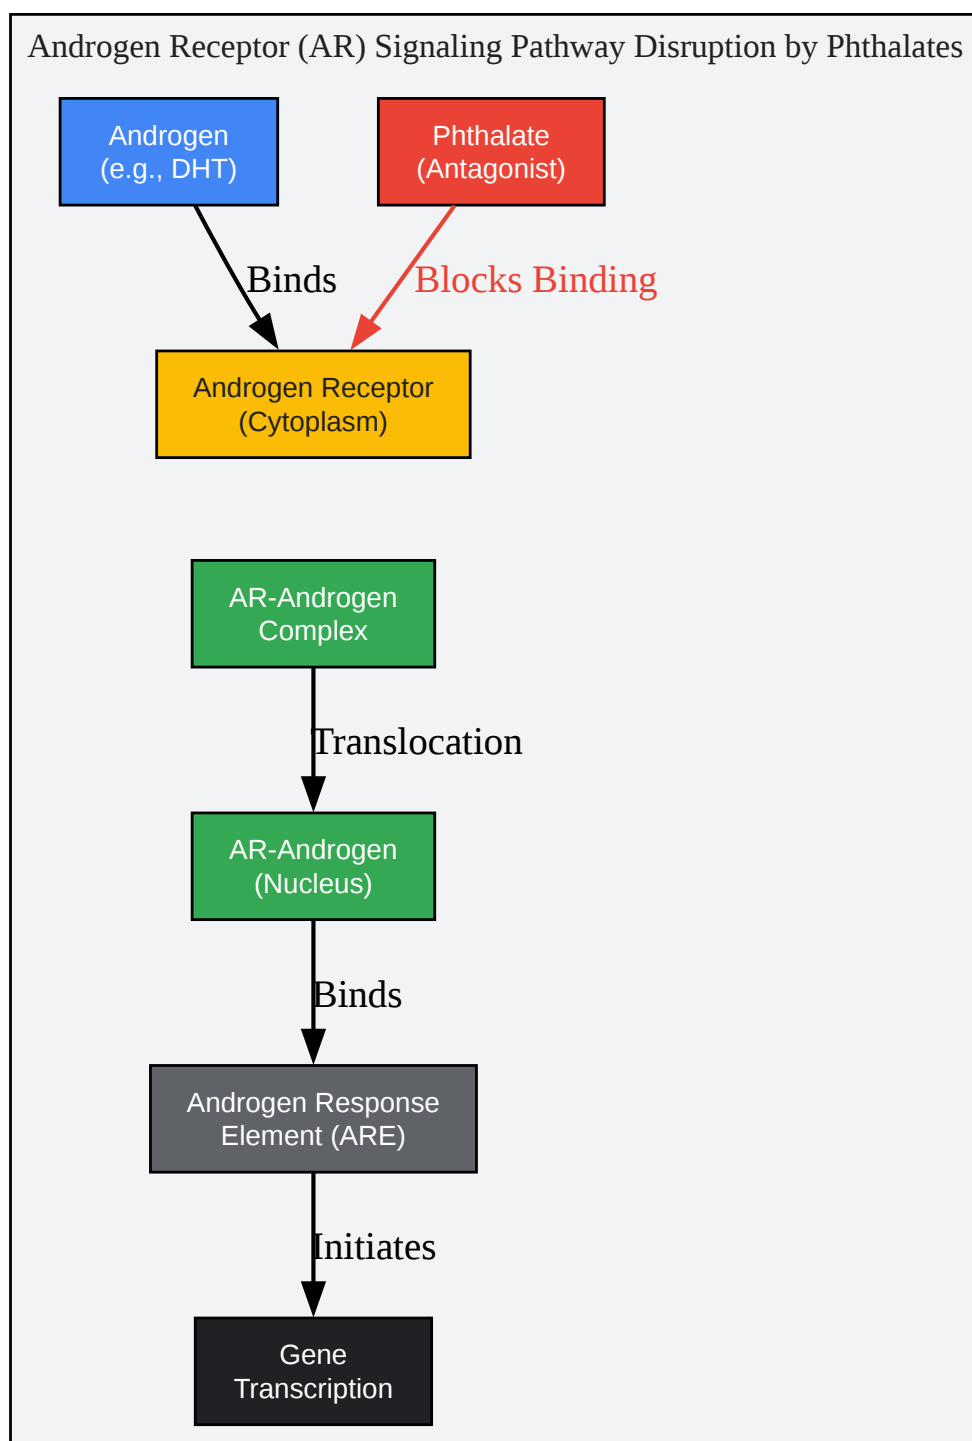 Androgen Receptor (AR) Signaling Pathway Disruption by Phthalates
Androgen
(e.g., DHT)
Phthalate
(Antagonist)
Binds
Blocks Binding
Androgen Receptor
(Cytoplasm)
AR-Androgen
Complex
Translocation
AR-Androgen
(Nucleus)
Binds
Androgen Response
Element (ARE)
Initiates
Gene
Transcription